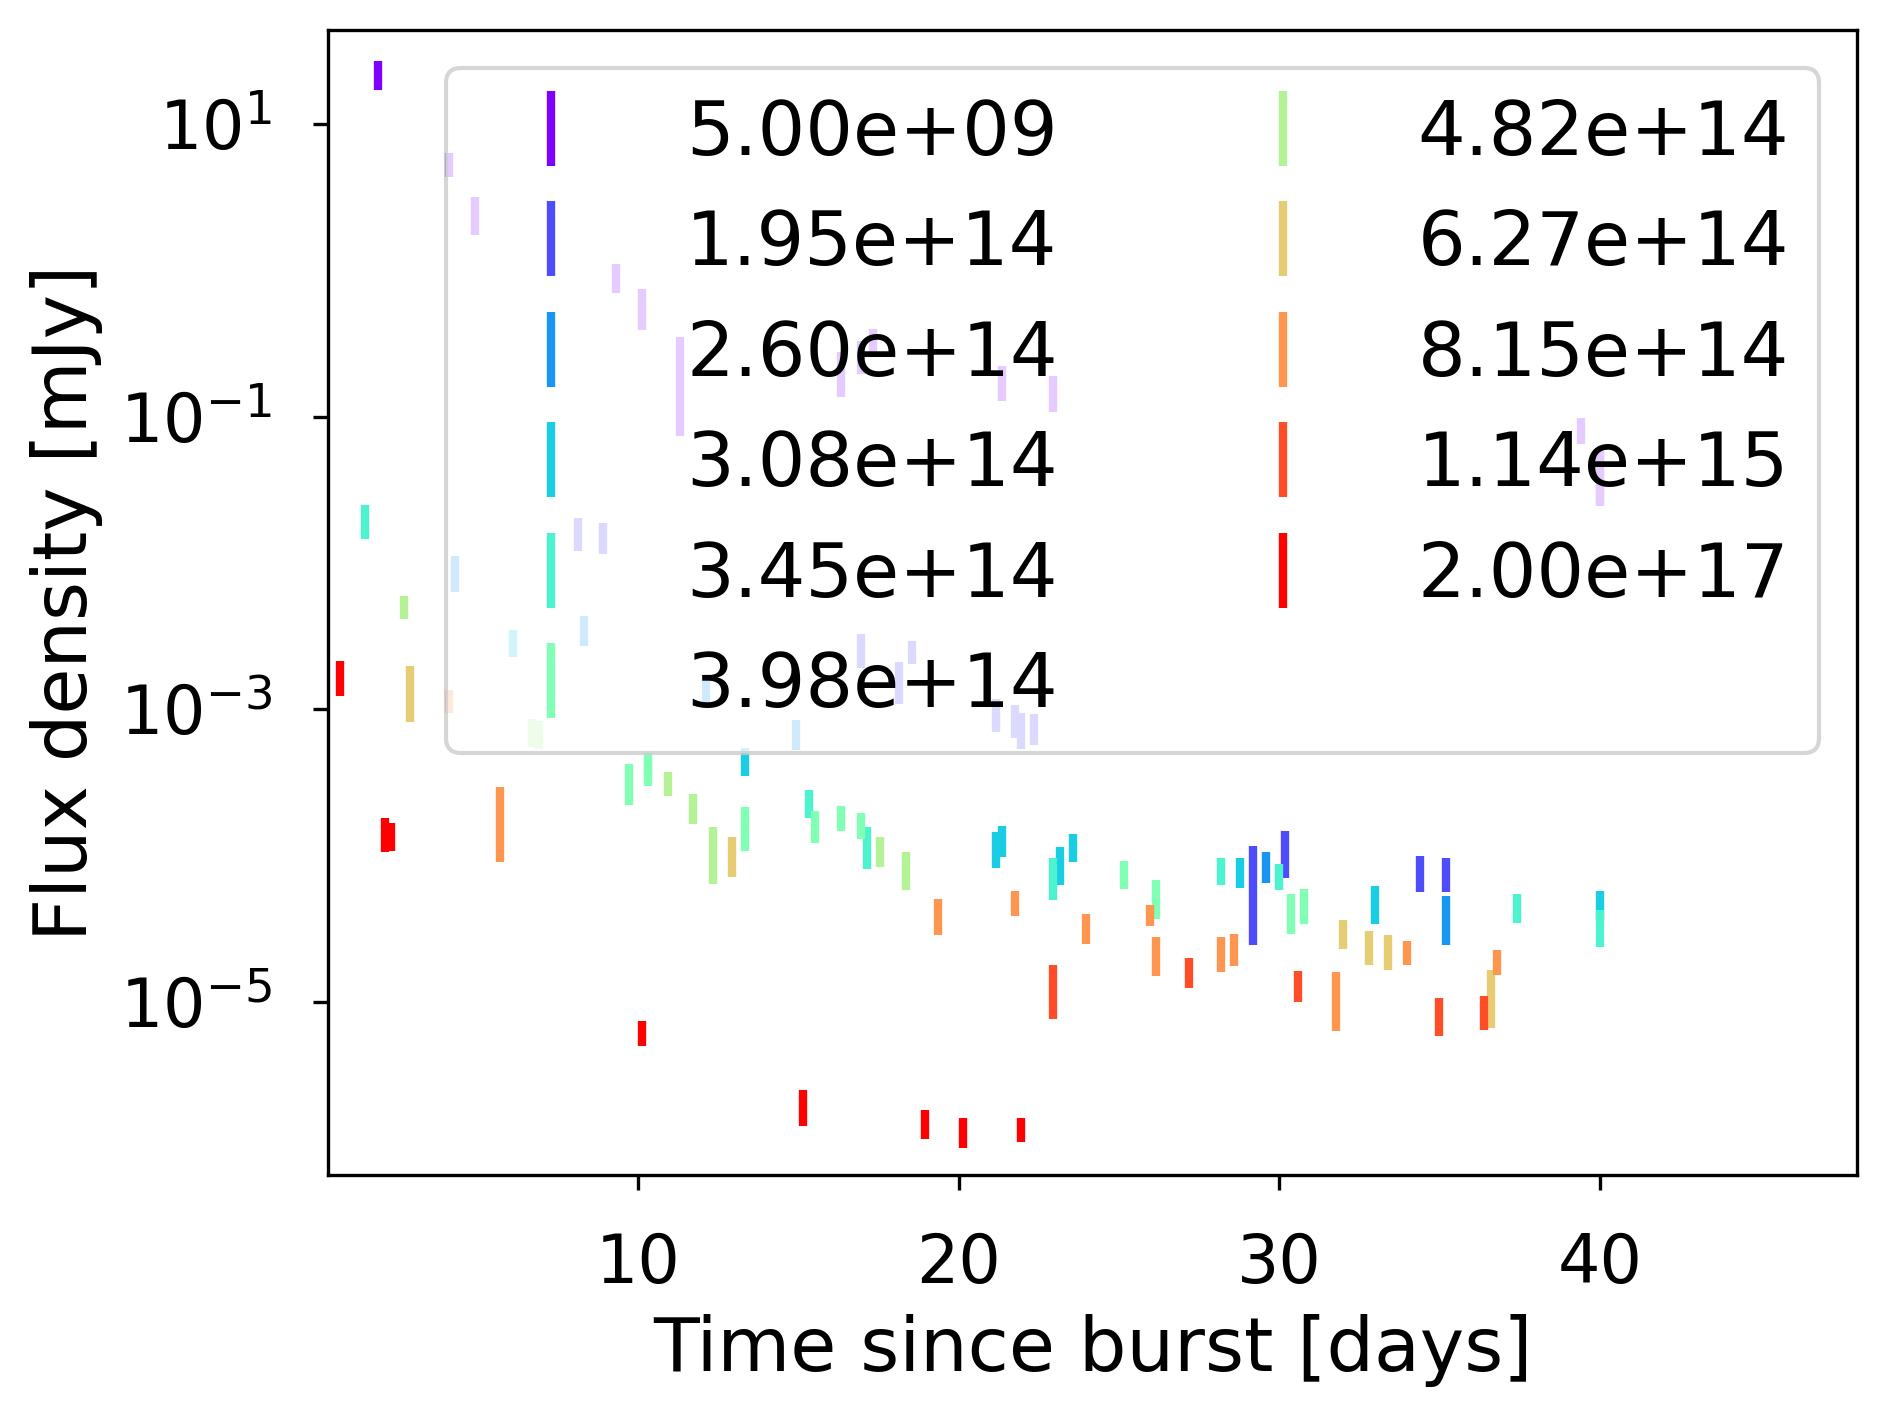 Flux density [mJy]
10^1
10^−1
10^−3
10^−5
5.00e+09
1.95e+14
2.60e+14
3.08e+14
3.45e+14
3.98e+14
4.82e+14
6.27e+14
8.15e+14
1.14e+15
2.00e+17
10 20 30 40
Time since burst [days]